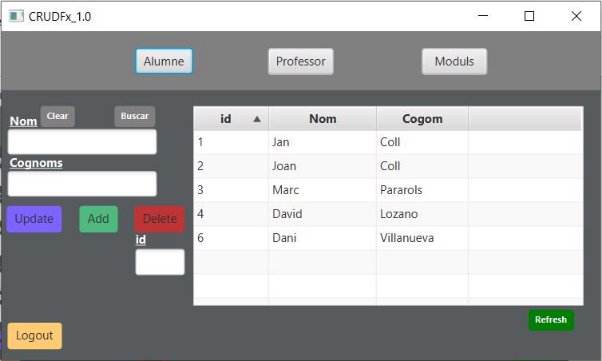 CRUDFx_1.0
Alumne Professor Moduls
Nom Clear Buscar
Cognoms
Update Add Delete
id
Logout
id Nom Cogom
1 Jan Coll
2 Joan Coll
3 Marc Pararols
4 David Lozano
6 Dani Villanueva
Refresh